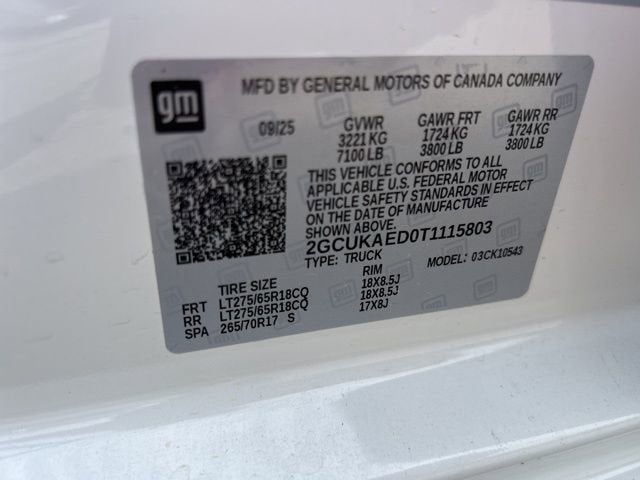 gm
MFD BY GENERAL MOTORS OF CANADA COMPANY
09/25 GVWR GAWR FRT GAWR RR
3221 KG 1724 KG 1724 KG
7100 LB 3800 LB 3800 LB
THIS VEHICLE CONFORMS TO ALL
APPLICABLE U.S. FEDERAL MOTOR
VEHICLE SAFETY STANDARDS IN EFFECT
ON THE DATE OF MANUFACTURE
2GCUKAED0T1115803
TYPE: TRUCK MODEL: 03CK10543
TIRE SIZE RIM
FRT LT275/65R18CQ 18X8.5J
RR LT275/65R18CQ 18X8.5J
SPA 265/70R17 S 17X8J